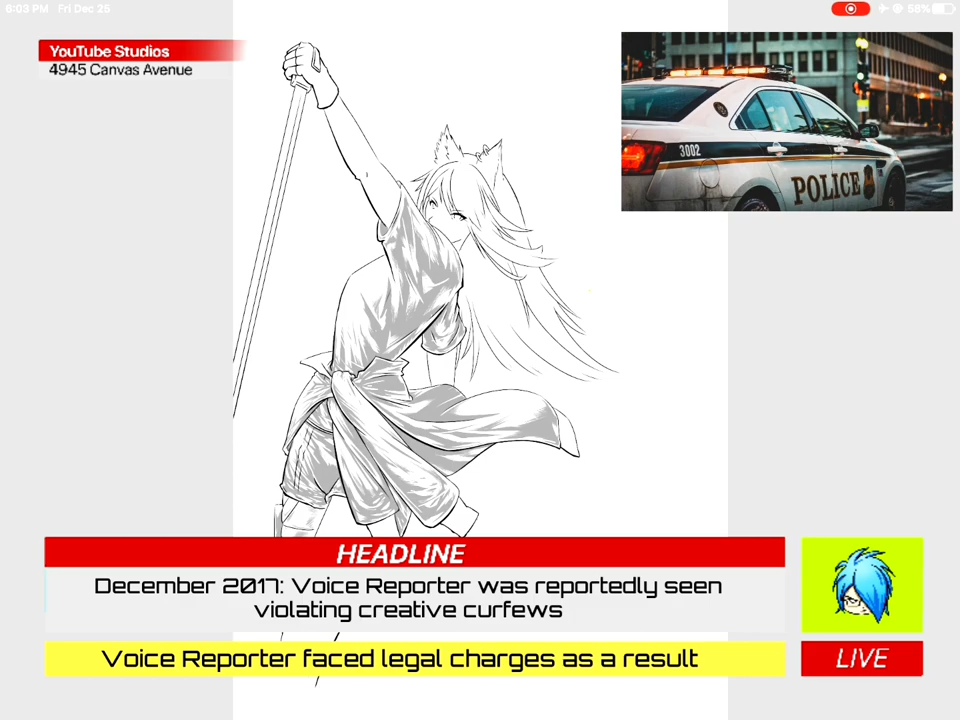 6:03 PM Fri Dec 25
58%
YouTube Studios
4945 Canvas Avenue
3002
POLICE
HEADLINE
December 2017: Voice Reporter was reportedly seen
violating creative curfews
Voice Reporter faced legal charges as a result
LIVE